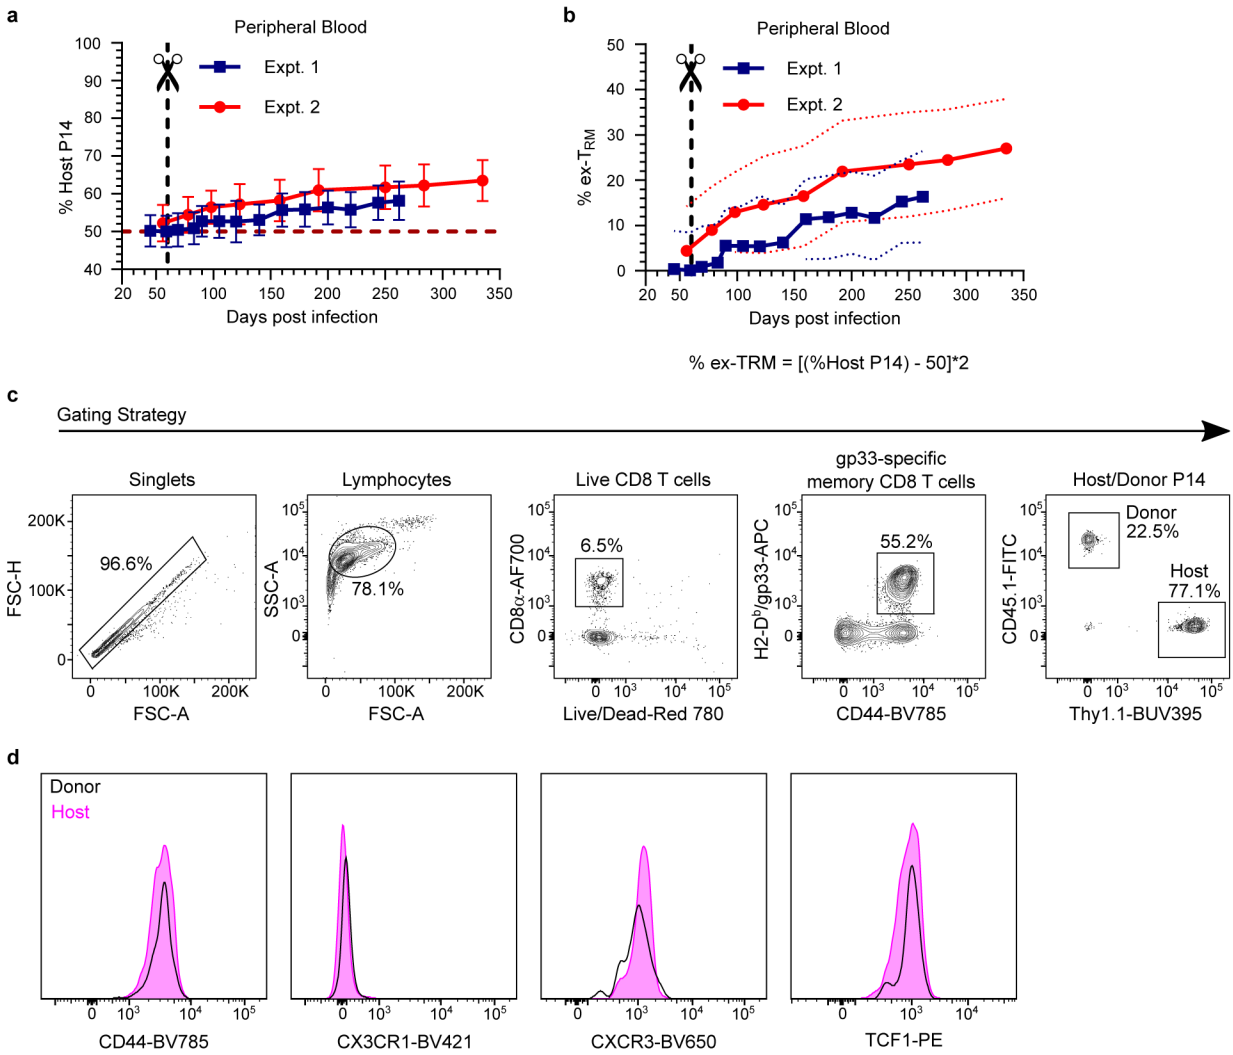 a
Peripheral Blood
Expt. 1
Expt. 2
% Host P14
100
90
80
70
60
50
40
20 50 100 150 200 250 300 350
Days post infection
b
Peripheral Blood
Expt. 1
Expt. 2
% ex-TRM
50
40
30
20
10
0
20 50 100 150 200 250 300 350
Days post infection
% ex-TRM = [(%Host P14) - 50]*2
c
Gating Strategy
Singlets
96.6%
FSC-H
200K
100K
0
0 100K 200K
FSC-A
Lymphocytes
78.1%
SSC-A
10⁵
10⁴
10³
0
0 100K 200K
FSC-A
Live CD8 T cells
6.5%
CD8α-AF700
10⁵
10⁴
10³
0
0 10³ 10⁴ 10⁵
Live/Dead-Red 780
gp33-specific
memory CD8 T cells
55.2%
H2-Dᵇ/gp33-APC
10⁵
10⁴
10³
0
0 10³ 10⁴ 10⁵
CD44-BV785
Host/Donor P14
Donor
22.5%
Host
77.1%
CD45.1-FITC
10⁵
10⁴
10³
0
0 10³ 10⁴ 10⁵
Thy1.1-BUV395
d
Donor
Host
0 10³ 10⁴ 10⁵
CD44-BV785
0 10³ 10⁴ 10⁵
CX3CR1-BV421
0 10³ 10⁴ 10⁵
CXCR3-BV650
0 10³ 10⁴ 10⁵
TCF1-PE